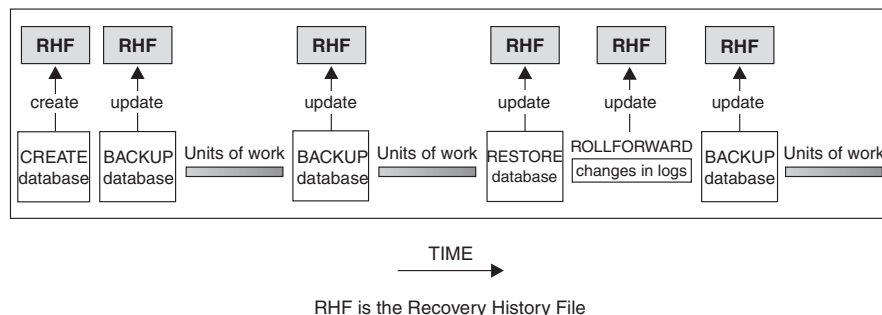 RHF RHF RHF RHF RHF RHF
create update update update update update
CREATE
database
BACKUP
database
Units of work
BACKUP
database
Units of work
RESTORE
database
ROLLFORWARD
changes in logs
BACKUP
database
Units of work
TIME
RHF is the Recovery History File